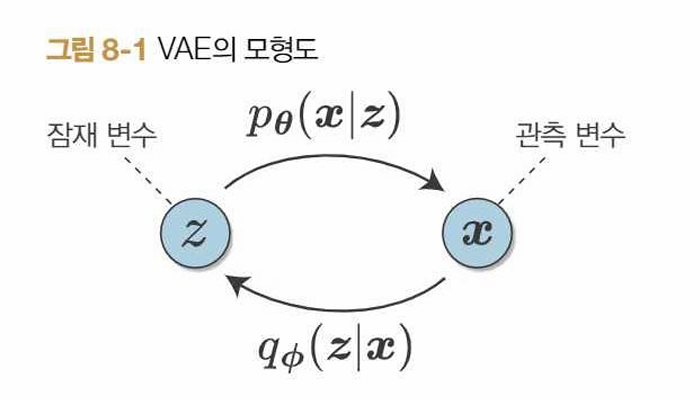 그림 8-1 VAE의 모형도
pθ(x|z)
잠재 변수
관측 변수
z
x
qϕ(z|x)